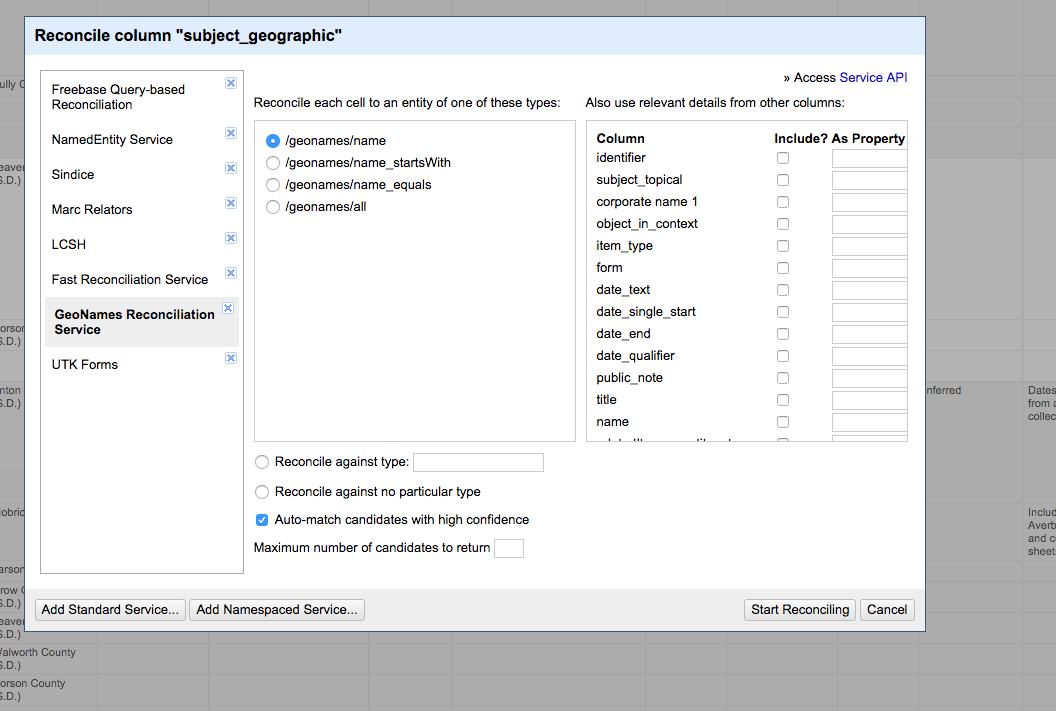 Reconcile column "subject_geographic"
Freebase Query-based
Reconciliation
NamedEntity Service
Sindice
Marc Relators
LCSH
Fast Reconciliation Service
GeoNames Reconciliation
Service
UTK Forms
» Access Service API
Reconcile each cell to an entity of one of these types:
/geonames/name
/geonames/name_startsWith
/geonames/name_equals
/geonames/all
Also use relevant details from other columns:
Column Include? As Property
identifier
subject_topical
corporate name 1
object_in_context
item_type
form
date_text
date_single_start
date_end
date_qualifier
public_note
title
name
Reconcile against type:
Reconcile against no particular type
Auto-match candidates with high confidence
Maximum number of candidates to return
Add Standard Service...
Add Namespaced Service...
Start Reconciling
Cancel
ully C
eaver
S.D.)
orson
S.D.)
nton
S.D.)
arson
row C
S.D.)
eaver
S.D.)
Walworth County
S.D.)
orson County
S.D.)
nferred
Dates
from a
collec
Includ
Averb
and c
sheets